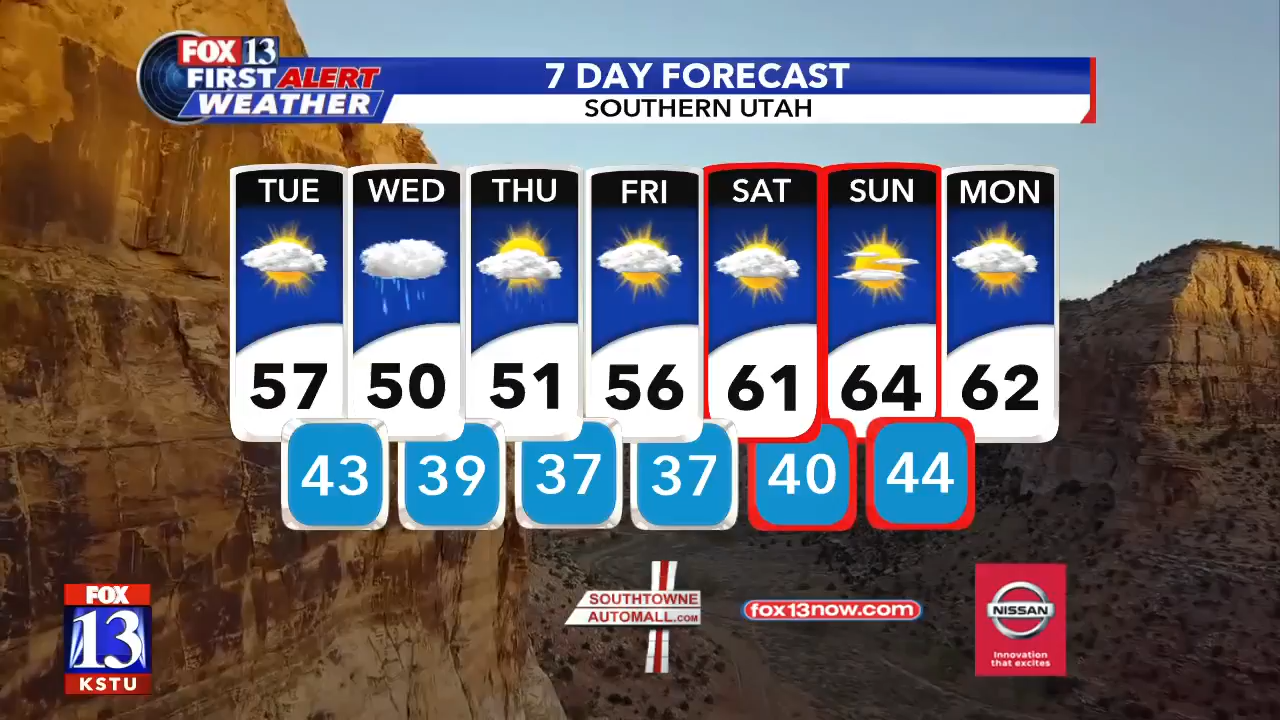 FOX 13
FIRST ALERT
WEATHER
7 DAY FORECAST
SOUTHERN UTAH
TUE WED THU FRI SAT SUN MON
57 50 51 56 61 64 62
43 39 37 37 40 44
FOX
13
KSTU
SOUTHTOWNE
AUTOMALL.COM
fox13now.com
NISSAN
Innovation
that excites